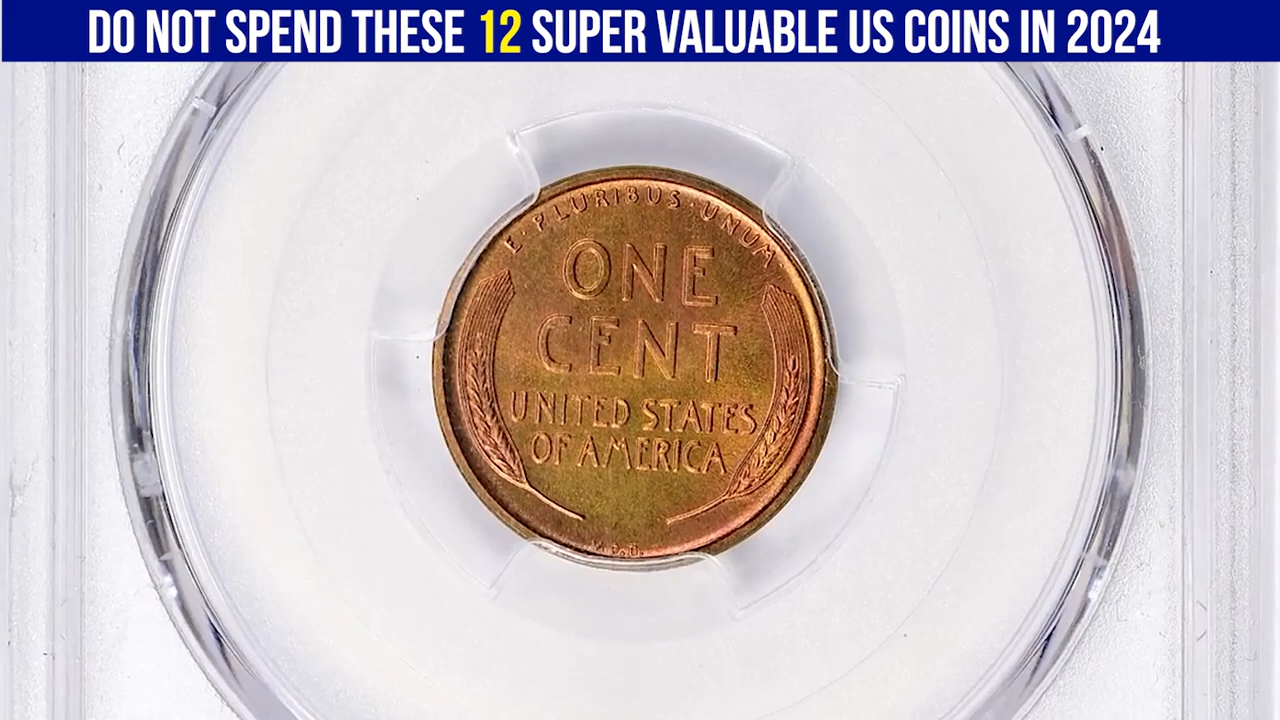 DO NOT SPEND THESE 12 SUPER VALUABLE US COINS IN 2024
E·PLURIBUS·UNUM
ONE
CENT
UNITED STATES
OF AMERICA
V.D.B.